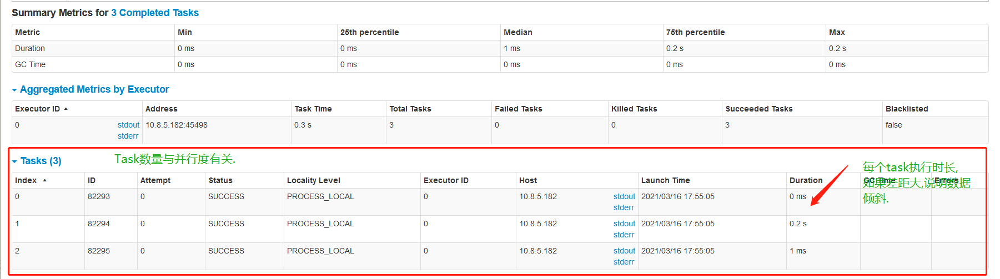 Summary Metrics for 3 Completed Tasks
Metric Min 25th percentile Median 75th percentile Max
Duration 0 ms 0 ms 1 ms 0.2 s 0.2 s
GC Time 0 ms 0 ms 0 ms 0 ms 0 ms
Aggregated Metrics by Executor
Executor ID Address Task Time Total Tasks Failed Tasks Killed Tasks Succeeded Tasks Blacklisted
0 stdout 10.8.5.182:45498 0.3 s 3 0 0 3 false
stderr
Tasks (3) Task数量与并行度有关.
每个task执行时长,
如果差距大,说明数据
倾斜.
Index ID Attempt Status Locality Level Executor ID Host Launch Time Duration GC Time Errors
0 82293 0 SUCCESS PROCESS_LOCAL 0 10.8.5.182 stdout 2021/03/16 17:55:05 0 ms
stderr
1 82294 0 SUCCESS PROCESS_LOCAL 0 10.8.5.182 stdout 2021/03/16 17:55:05 0.2 s
stderr
2 82295 0 SUCCESS PROCESS_LOCAL 0 10.8.5.182 stdout 2021/03/16 17:55:05 1 ms
stderr